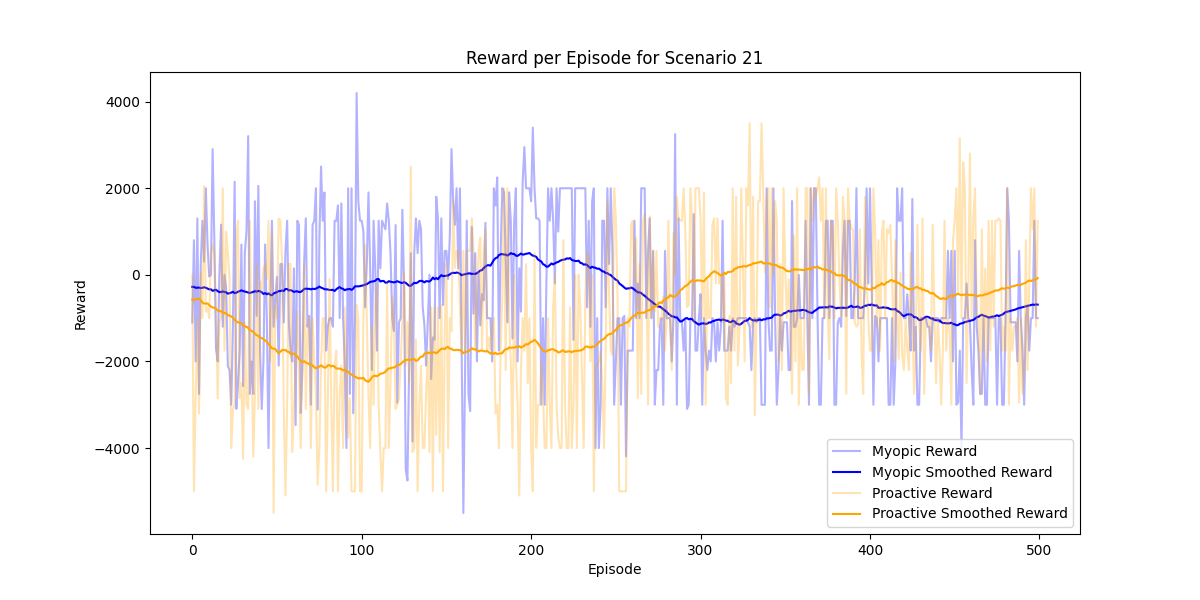 Reward per Episode for Scenario 21
Reward
4000
2000
0
−2000
−4000
0 100 200 300 400 500
Episode
Myopic Reward
Myopic Smoothed Reward
Proactive Reward
Proactive Smoothed Reward